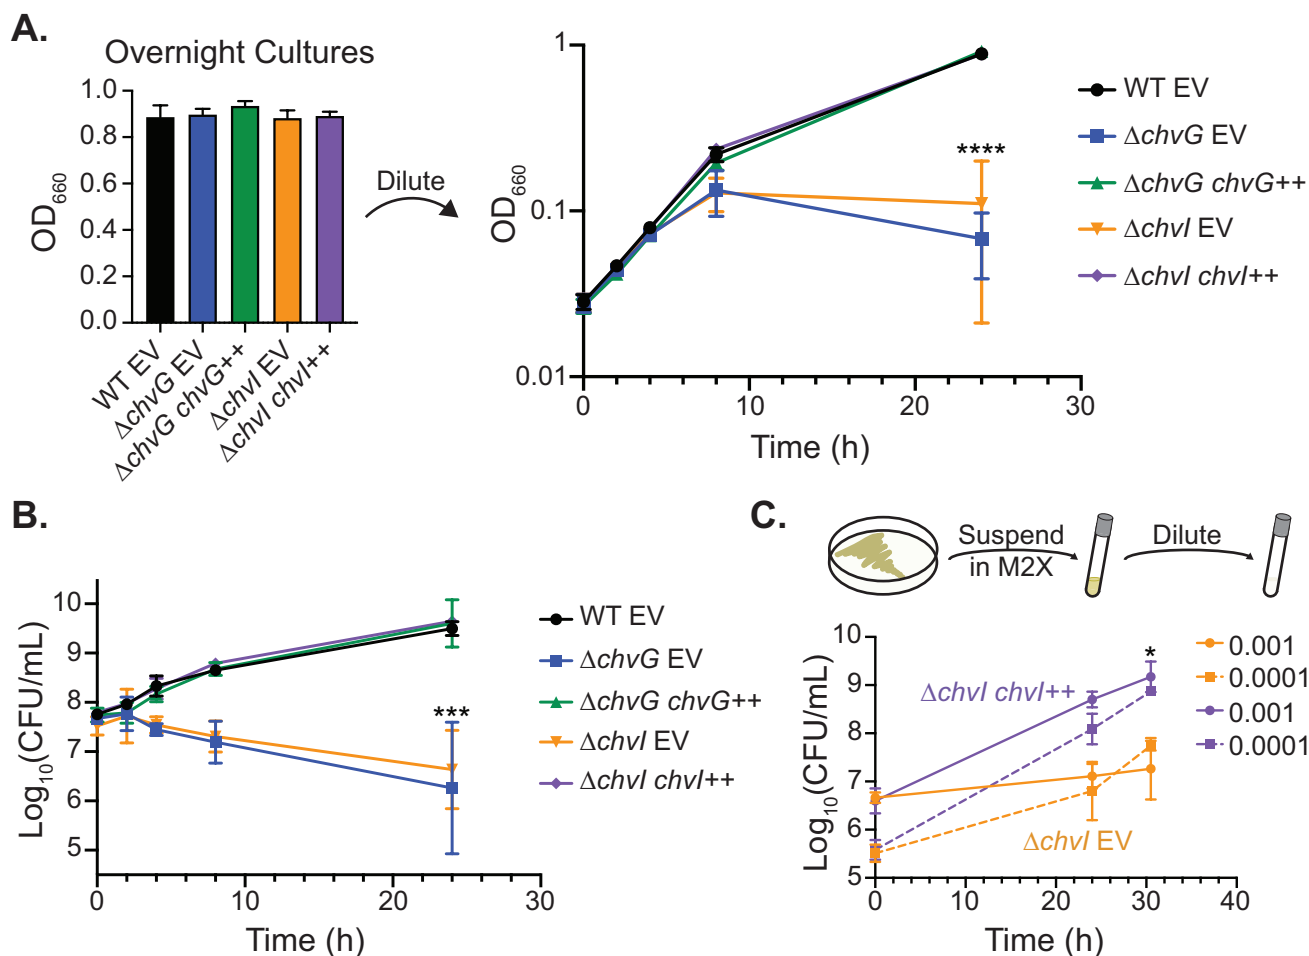 A.
Overnight Cultures
OD660
1.0
0.8
0.6
0.4
0.2
0.0
WT EV
ΔchvG EV
ΔchvG chvG++
ΔchvI EV
ΔchvI chvI++
Dilute
OD660
1
0.1
0.01
****
0
10
20
30
Time (h)
WT EV
ΔchvG EV
ΔchvG chvG++
ΔchvI EV
ΔchvI chvI++
B.
Log10(CFU/mL)
10
9
8
7
6
5
***
0
10
20
30
Time (h)
WT EV
ΔchvG EV
ΔchvG chvG++
ΔchvI EV
ΔchvI chvI++
C.
Suspend
in M2X
Dilute
Log10(CFU/mL)
10
9
8
7
6
5
*
ΔchvI chvI++
ΔchvI EV
0
10
20
30
40
Time (h)
0.001
0.0001
0.001
0.0001